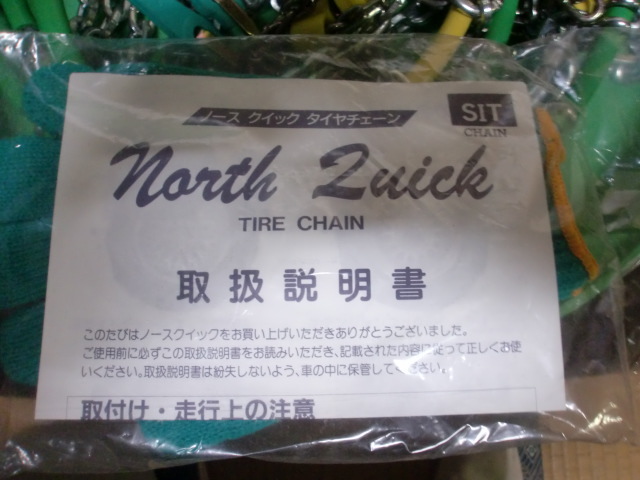 ノース クイック タイヤチェーン
SIT
CHAIN
North Quick
TIRE CHAIN
取扱説明書
このたびはノースクイックをお買い上げいただきありがとうございました。
ご使用前に必ずこの取扱説明書をお読みいただき、記載された内容に従って正しくお使
いください。取扱説明書は紛失しないよう、車の中に保管してください。
取付け・走行上の注意